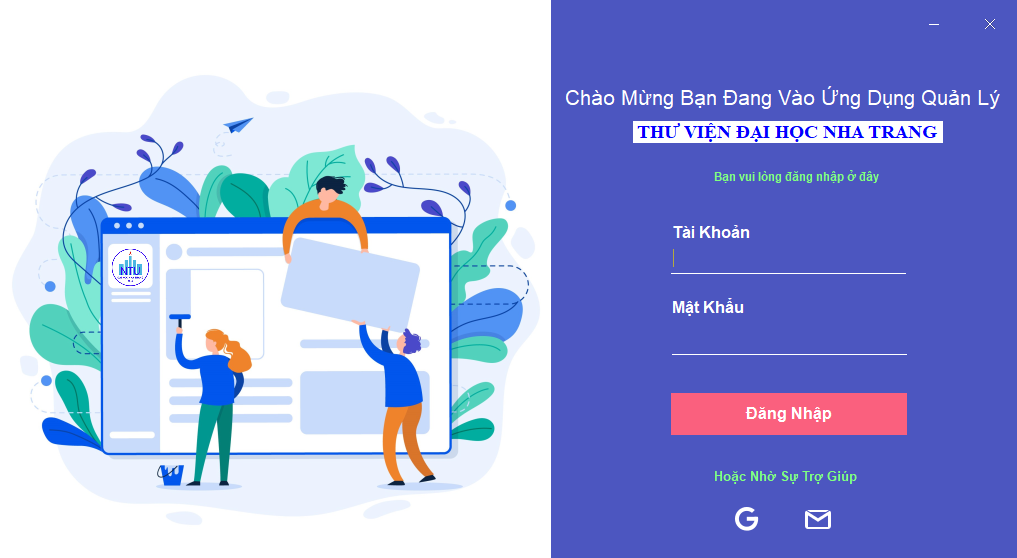 Chào Mừng Bạn Đang Vào Ứng Dụng Quản Lý
THƯ VIỆN ĐẠI HỌC NHA TRANG
Bạn vui lòng đăng nhập ở đây
Tài Khoản
Mật Khẩu
Đăng Nhập
Hoặc Nhờ Sự Trợ Giúp
NTU